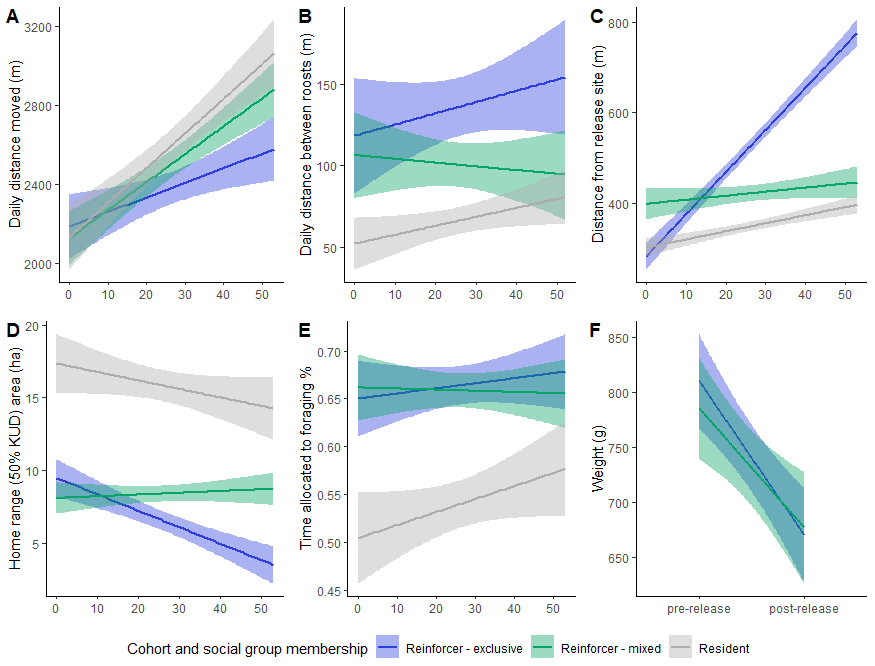 A
Daily distance moved (m)
3200
2800
2400
2000
0 10 20 30 40 50
B
Daily distance between roosts (m)
150
100
50
0 10 20 30 40 50
C
Distance from release site (m)
800
600
400
0 10 20 30 40 50
D
Home range (50% KUD) area (ha)
20
15
10
5
0 10 20 30 40 50
E
Time allocated to foraging %
0.70
0.65
0.60
0.55
0.50
0.45
0 10 20 30 40 50
F
Weight (g)
850
800
750
700
650
pre-release post-release
Cohort and social group membership Reinforcer - exclusive Reinforcer - mixed Resident